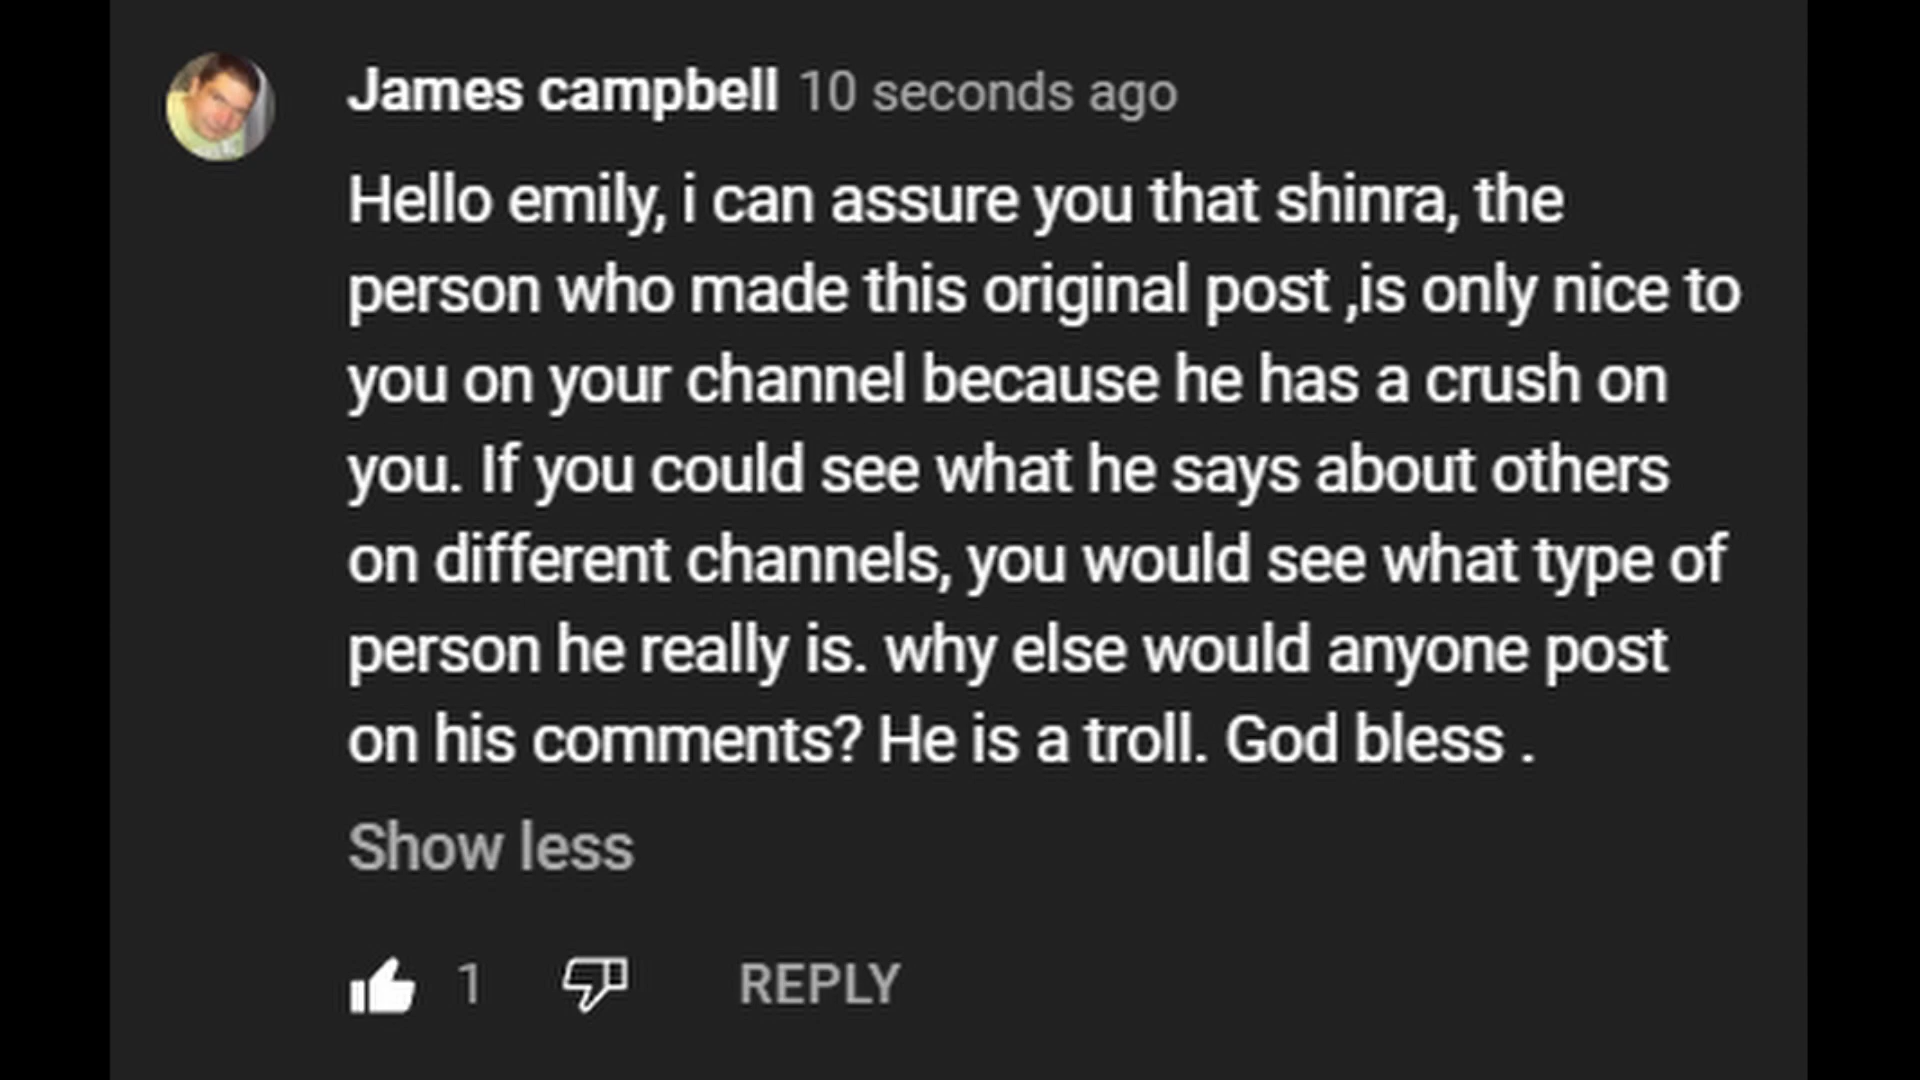 James campbell 10 seconds ago
Hello emily, i can assure you that shinra, the
person who made this original post ,is only nice to
you on your channel because he has a crush on
you. If you could see what he says about others
on different channels, you would see what type of
person he really is. why else would anyone post
on his comments? He is a troll. God bless .
Show less
1 REPLY